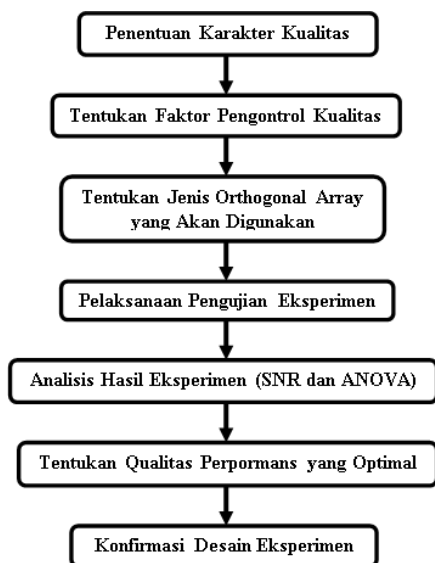 Penentuan Karakter Kualitas
Tentukan Faktor Pengontrol Kualitas
Tentukan Jenis Orthogonal Array
yang Akan Digunakan
Pelaksanaan Pengujian Eksperimen
Analisis Hasil Eksperimen (SNR dan ANOVA)
Tentukan Qualitas Perpormans yang Optimal
Konfirmasi Desain Eksperimen